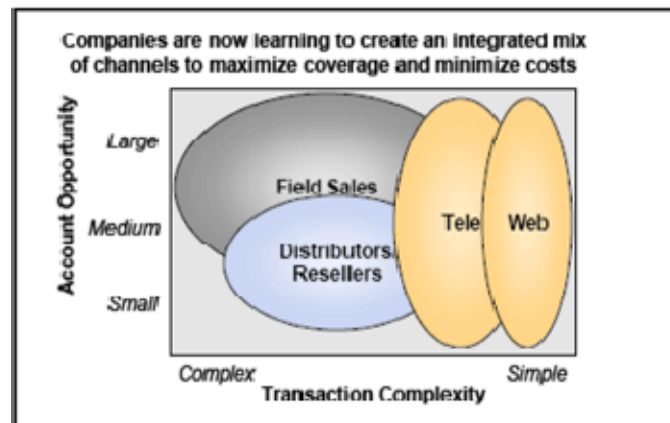 Companies are now learning to create an integrated mix
of channels to maximize coverage and minimize costs
Account Opportunity
Large
Medium
Small
Field Sales
Distributors/
Resellers
Tele
Web
Complex
Simple
Transaction Complexity